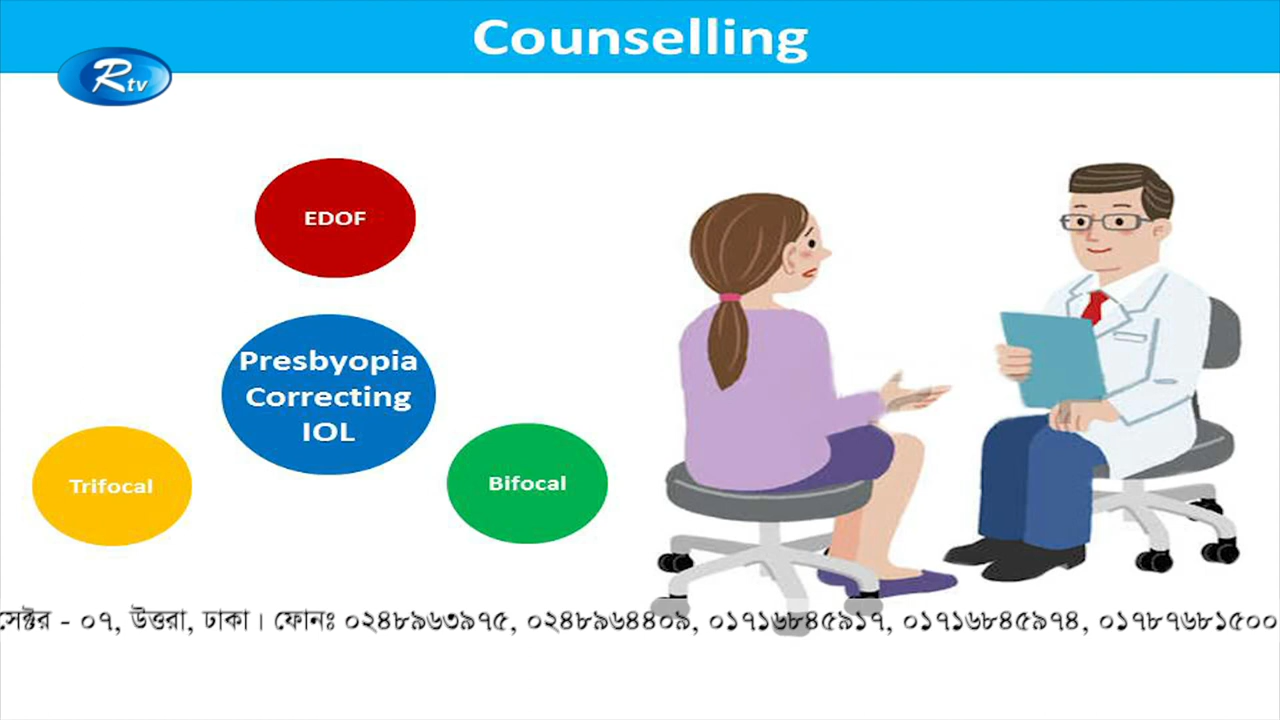 Counselling
Rtv
EDOF
Presbyopia
Correcting
IOL
Trifocal
Bifocal
সেক্টর - ০৭, উত্তরা, ঢাকা। ফোনঃ ০২৪৮৯৬৩৯৭৫, ০২৪৮৯৬৪৪০৯, ০১৭১৬৮৪৫৯১৭, ০১৭১৬৮৪৫৯৭৪, ০১৭৮৭৬৮১৫০০